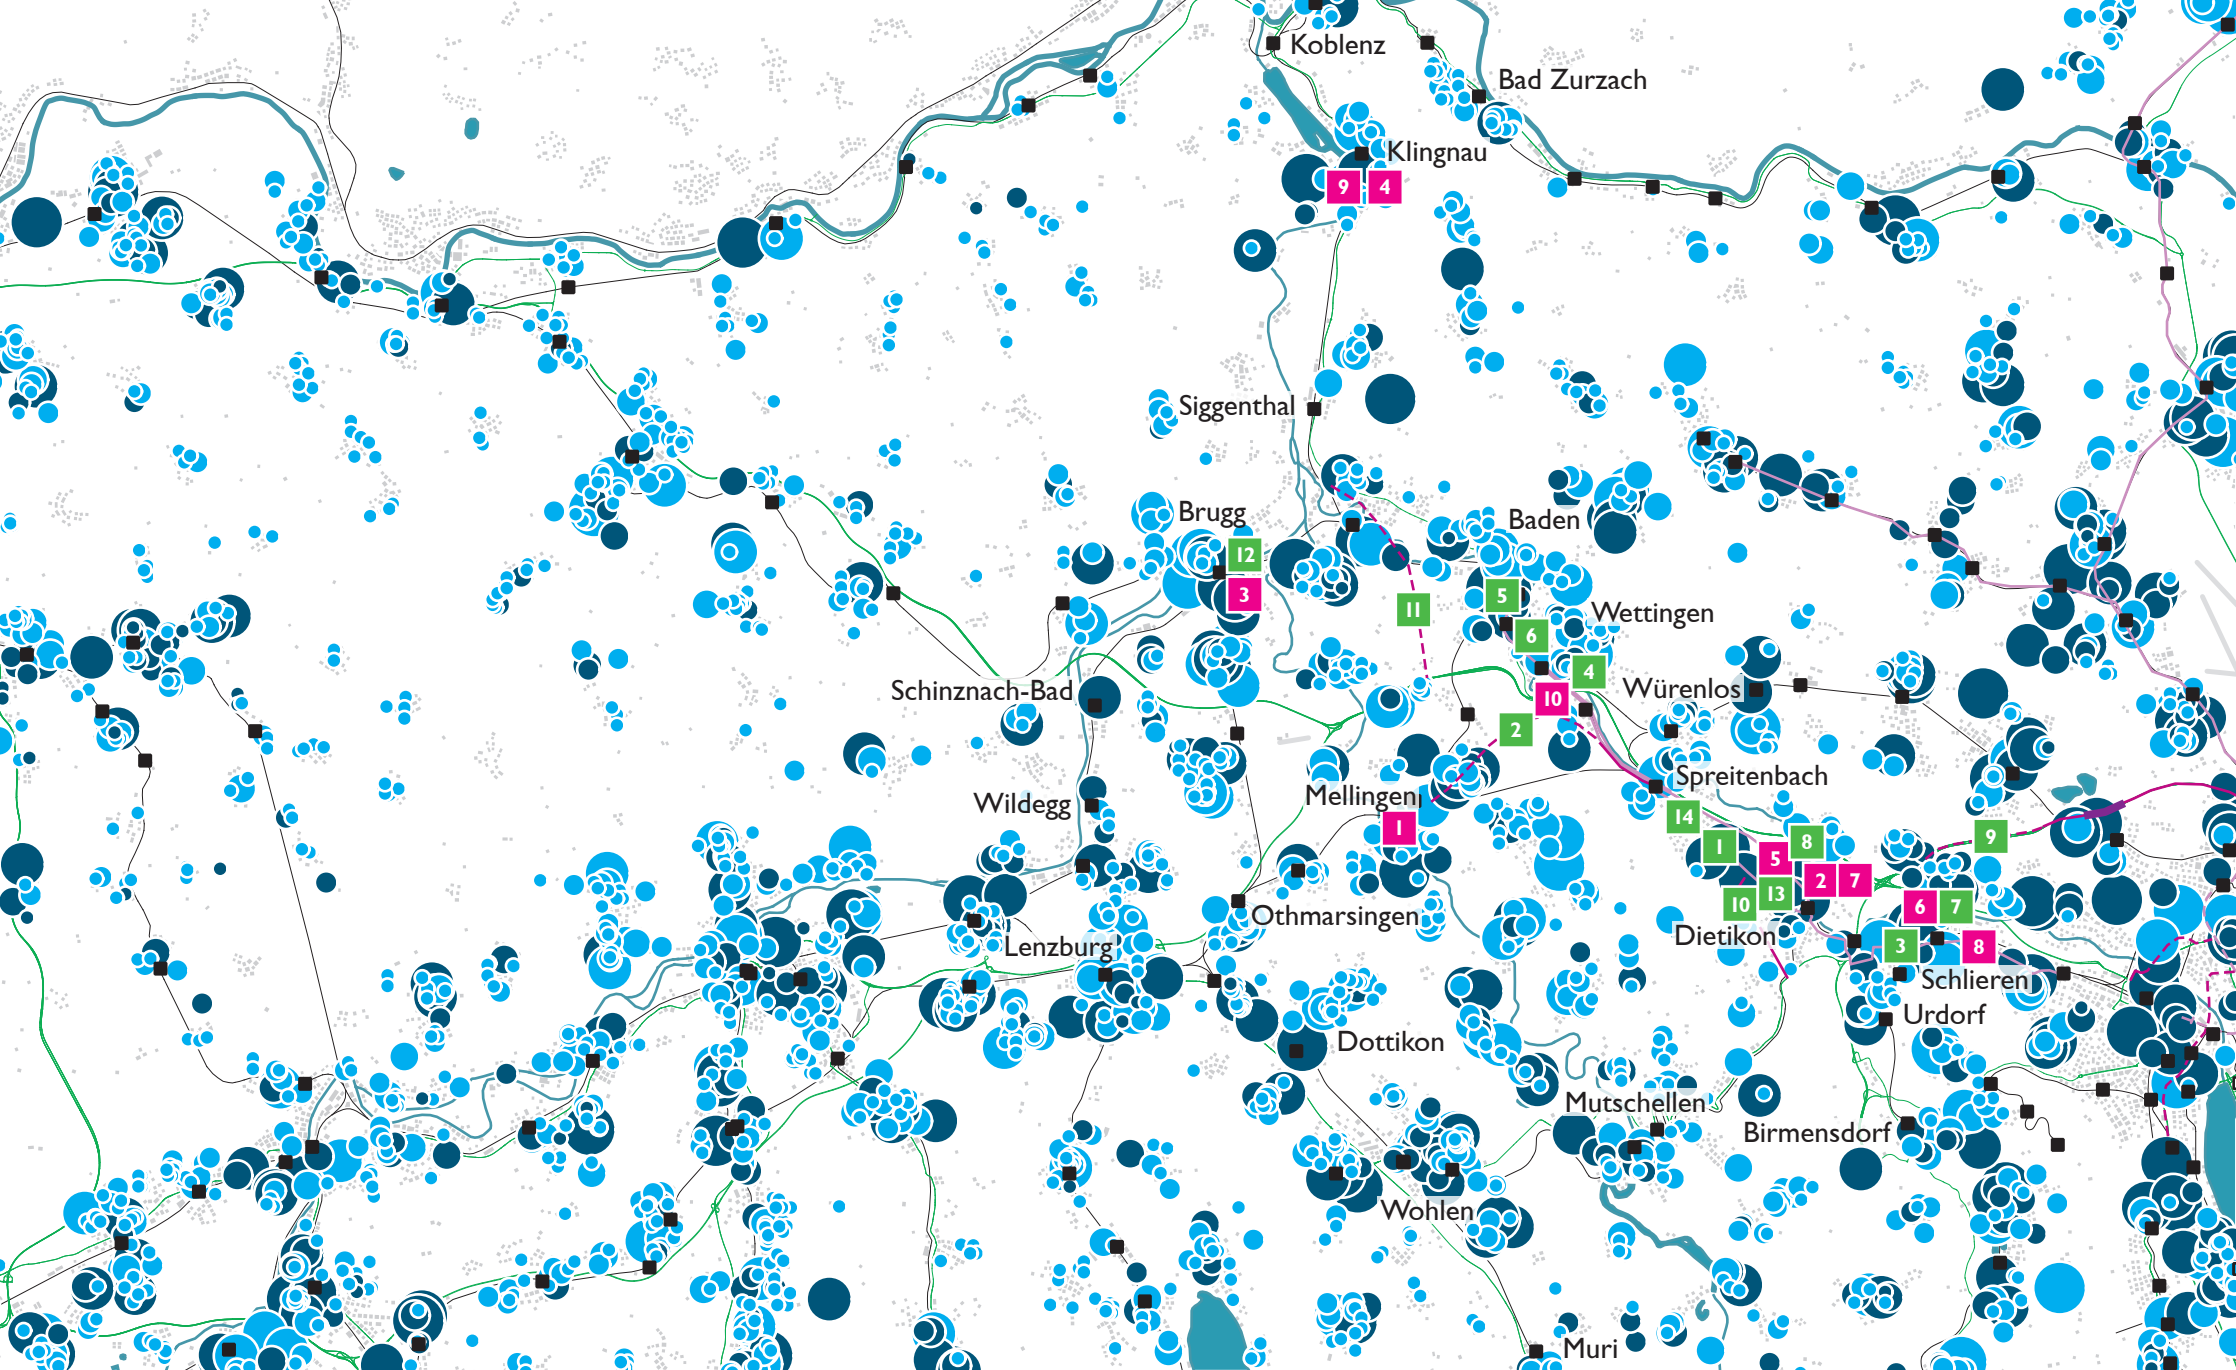 Koblenz
Bad Zurzach
Klingnau
9 4
Siggenthal
Brugg
Baden
12
5
3
11
Wettingen
6
4
Schinznach-Bad
10
Würenlos
2
Spreitenbach
Wildegg
Mellingen
1
14
9
1
8
5
2 7
10
13
6 7
Othmarsingen
Dietikon
Lenzburg
3
8
Schlieren
Urdorf
Dottikon
Mutschellen
Birmensdorf
Wohlen
Muri